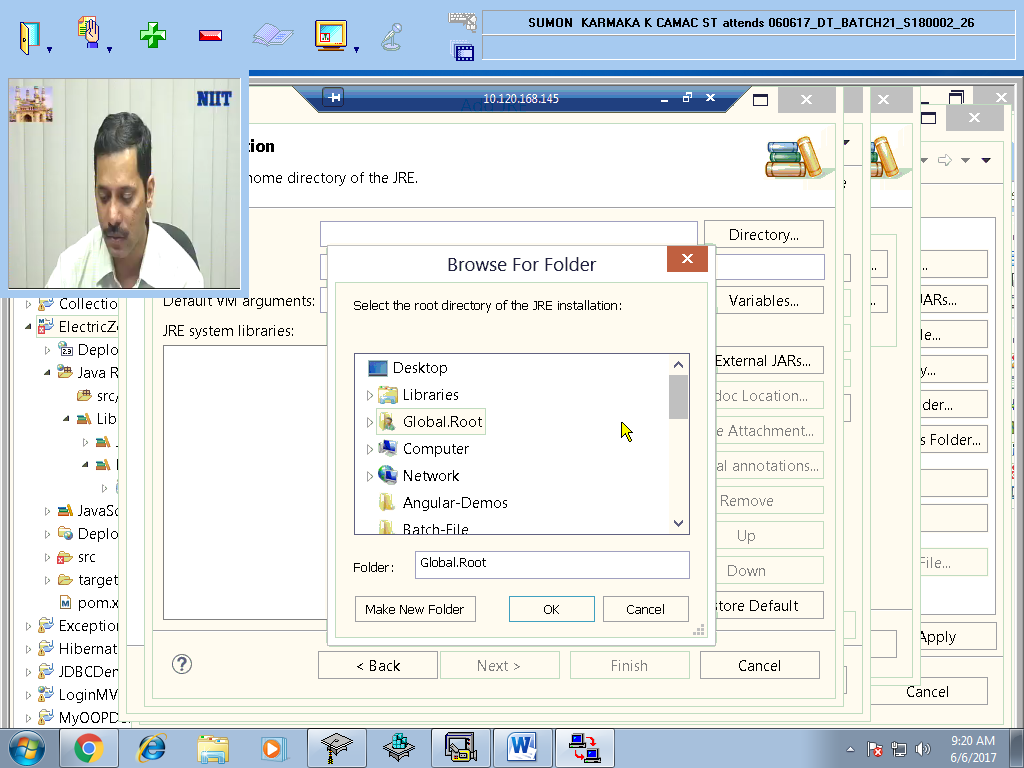 SUMON KARMAKA K CAMAC ST attends 060617_DT_BATCH21_S180002_26
NIIT
10.120.168.145
tion
home directory of the JRE.
Directory...
Browse For Folder
Select the root directory of the JRE installation:
Default VM arguments:
Variables...
JRE system libraries:
External JARs...
doc Location...
e Attachment...
al annotations...
Remove
Up
Down
store Default
Desktop
Libraries
Global.Root
Computer
Network
Angular-Demos
Batch-File
Folder:
Global.Root
Make New Folder
OK
Cancel
< Back
Next >
Finish
Cancel
Collectio
ElectricZ
Deplo
Java R
src/
Lib
JavaSc
Deplo
src
target
pom.x
Exception
Hibernat
JDBCDem
LoginMV
MyOOPD
JARs...
le...
y...
der...
s Folder...
File...
Apply
Cancel
9:20 AM
6/6/2017